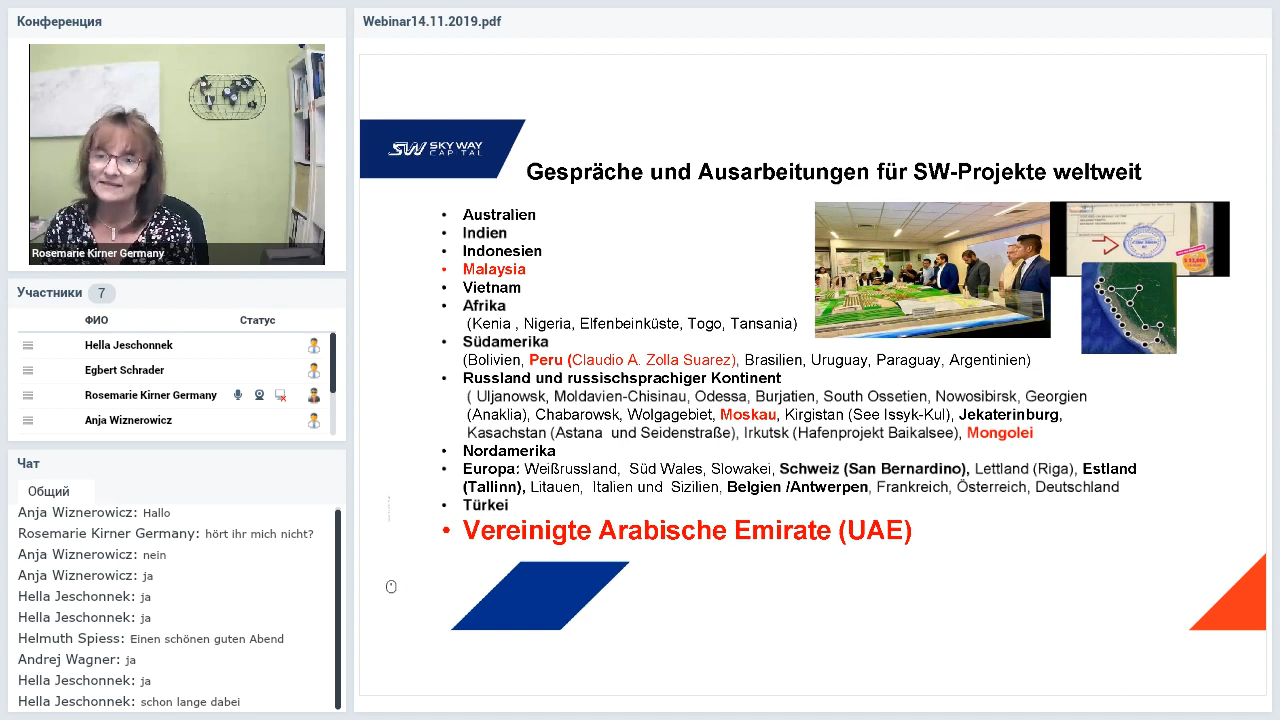 Конференция
Rosemarie Kirner Germany
Участники 7
ФИО Статус
Hella Jeschonnek
Egbert Schrader
Rosemarie Kirner Germany
Anja Wiznerowicz
Чат
Общий
Anja Wiznerowicz: Hallo
Rosemarie Kirner Germany: hört ihr mich nicht?
Anja Wiznerowicz: nein
Anja Wiznerowicz: ja
Hella Jeschonnek: ja
Hella Jeschonnek: ja
Helmuth Spiess: Einen schönen guten Abend
Andrej Wagner: ja
Hella Jeschonnek: ja
Hella Jeschonnek: schon lange dabei
Webinar14.11.2019.pdf
SW SKY WAY
CAPITAL
Gespräche und Ausarbeitungen für SW-Projekte weltweit
• Australien
• Indien
• Indonesien
• Malaysia
• Vietnam
• Afrika
(Kenia , Nigeria, Elfenbeinküste, Togo, Tansania)
• Südamerika
(Bolivien, Peru (Claudio A. Zolla Suarez), Brasilien, Uruguay, Paraguay, Argentinien)
• Russland und russischsprachiger Kontinent
( Uljanowsk, Moldavien-Chisinau, Odessa, Burjatien, South Ossetien, Nowosibirsk, Georgien
(Anaklia), Chabarowsk, Wolgagebiet, Moskau, Kirgistan (See Issyk-Kul), Jekaterinburg,
Kasachstan (Astana und Seidenstraße), Irkutsk (Hafenprojekt Baikalsee), Mongolei
• Nordamerika
• Europa: Weißrussland, Süd Wales, Slowakei, Schweiz (San Bernardino), Lettland (Riga), Estland
(Tallinn), Litauen, Italien und Sizilien, Belgien /Antwerpen, Frankreich, Österreich, Deutschland
• Türkei
• Vereinigte Arabische Emirate (UAE)